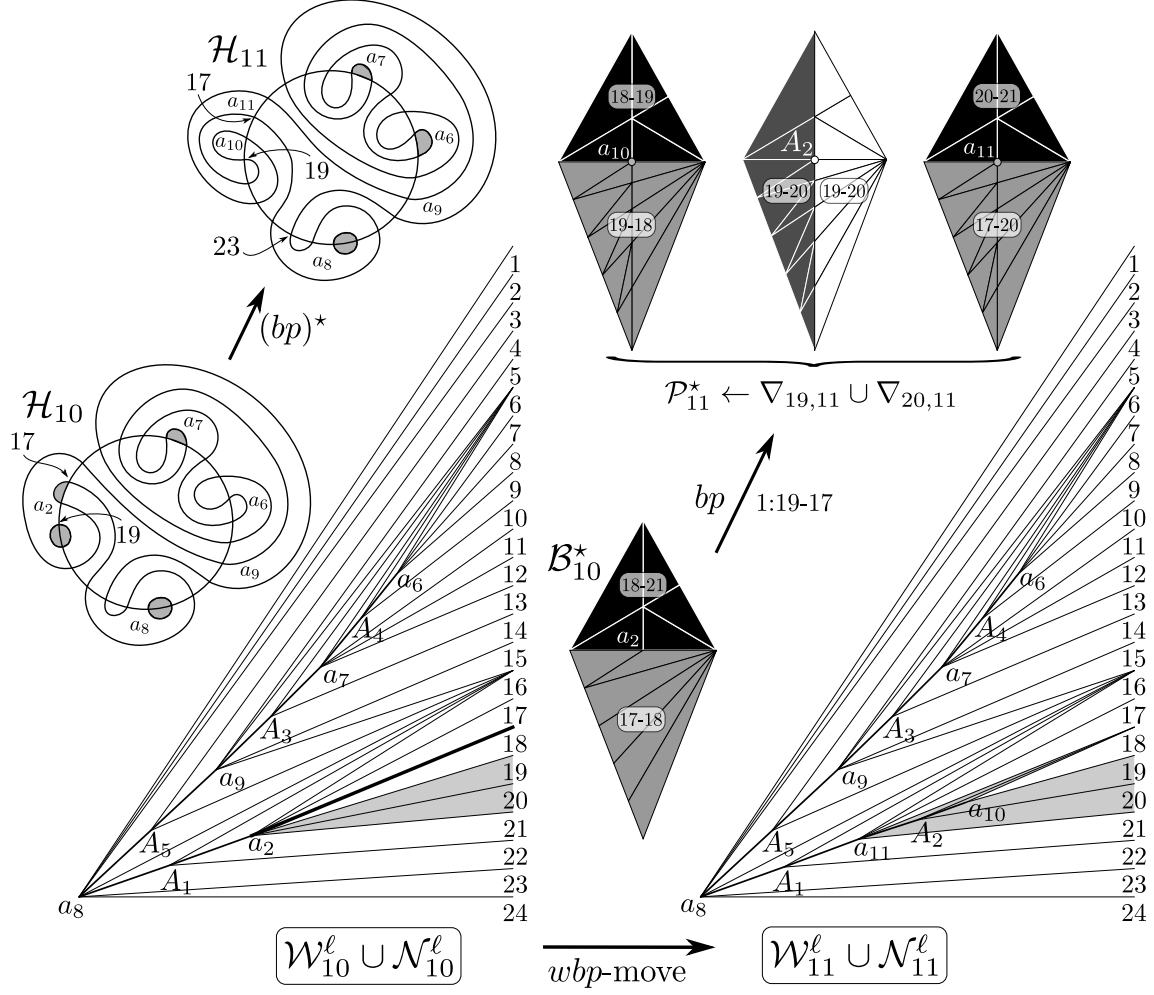 H₁₁
17
a₁₁
a₁₀
19
a₇
a₆
a₉
23
a₈
(bp)⋆
H₁₀
17
a₂
19
a₇
a₆
a₉
a₈
1
2
3
4
5
6
7
8
9
10
11
12
13
14
15
16
17
18
19
20
21
22
23
24
a₆
A₄
a₇
A₃
a₉
A₅
a₂
A₁
a₈
W₁₀^ℓ ∪ N₁₀^ℓ
18-19
a₁₀
19-18
A₂
19-20
19-20
20-21
a₁₁
17-20
P₁₁⋆ ← ∇₁₉,₁₁ ∪ ∇₂₀,₁₁
bp
1:19-17
B₁₀⋆
18-21
a₂
17-18
wbp-move
1
2
3
4
5
6
7
8
9
10
11
12
13
14
15
16
17
18
19
20
21
22
23
24
a₆
A₄
a₇
A₃
a₉
a₁₀
A₅
a₁₁
A₂
A₁
a₈
W₁₁^ℓ ∪ N₁₁^ℓ